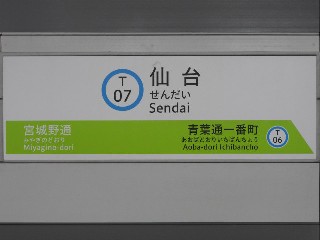 T
07
仙台
せんだい
Sendai
宮城野通
みやぎのどおり
Miyagino-dori
青葉通一番町
あおばどおりいちばんちょう
Aoba-dori Ichibancho
T
06